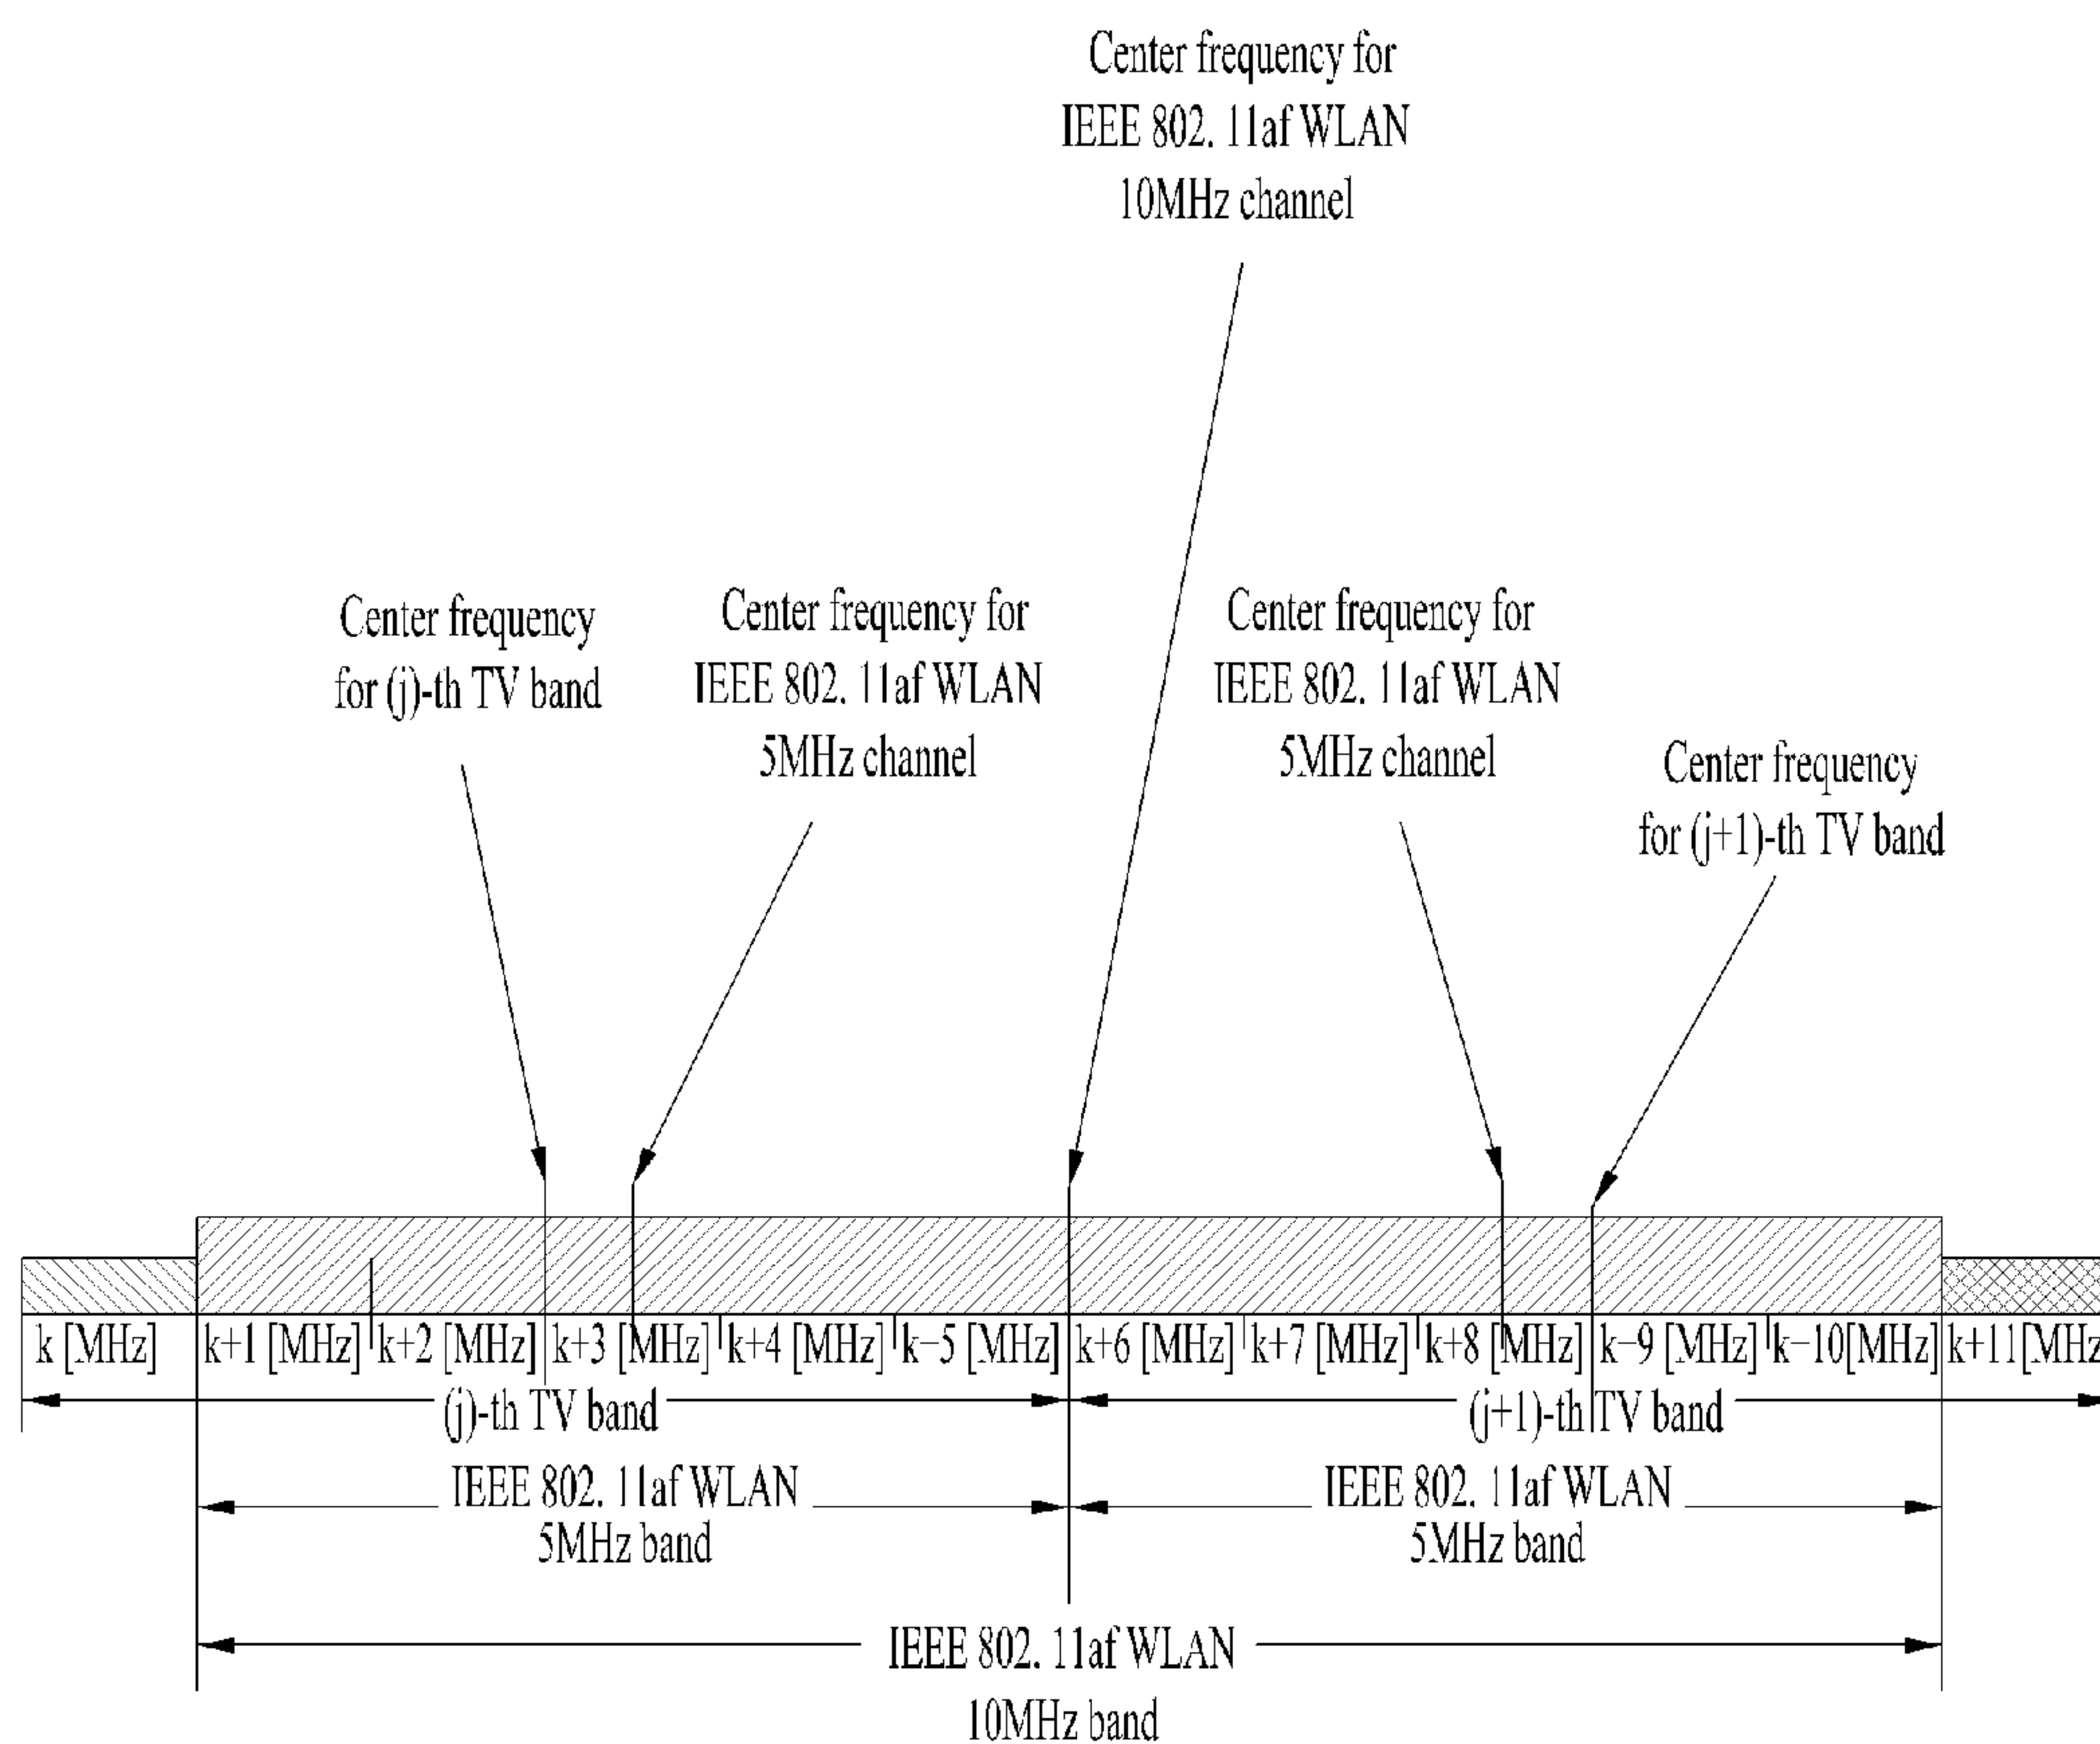 Center frequency for
IEEE 802. 11af WLAN
10MHz channel
Center frequency
for (j)-th TV band
Center frequency for
IEEE 802. 11af WLAN
5MHz channel
Center frequency for
IEEE 802. 11af WLAN
5MHz channel
Center frequency
for (j+1)-th TV band
k [MHz] k+1 [MHz] k+2 [MHz] k+3 [MHz] k+4 [MHz] k−5 [MHz] k+6 [MHz] k+7 [MHz] k+8 [MHz] k−9 [MHz] k−10[MHz] k+11[MHz
(j)-th TV band (j+1)-th TV band
IEEE 802. 11af WLAN
5MHz band
IEEE 802. 11af WLAN
5MHz band
IEEE 802. 11af WLAN
10MHz band